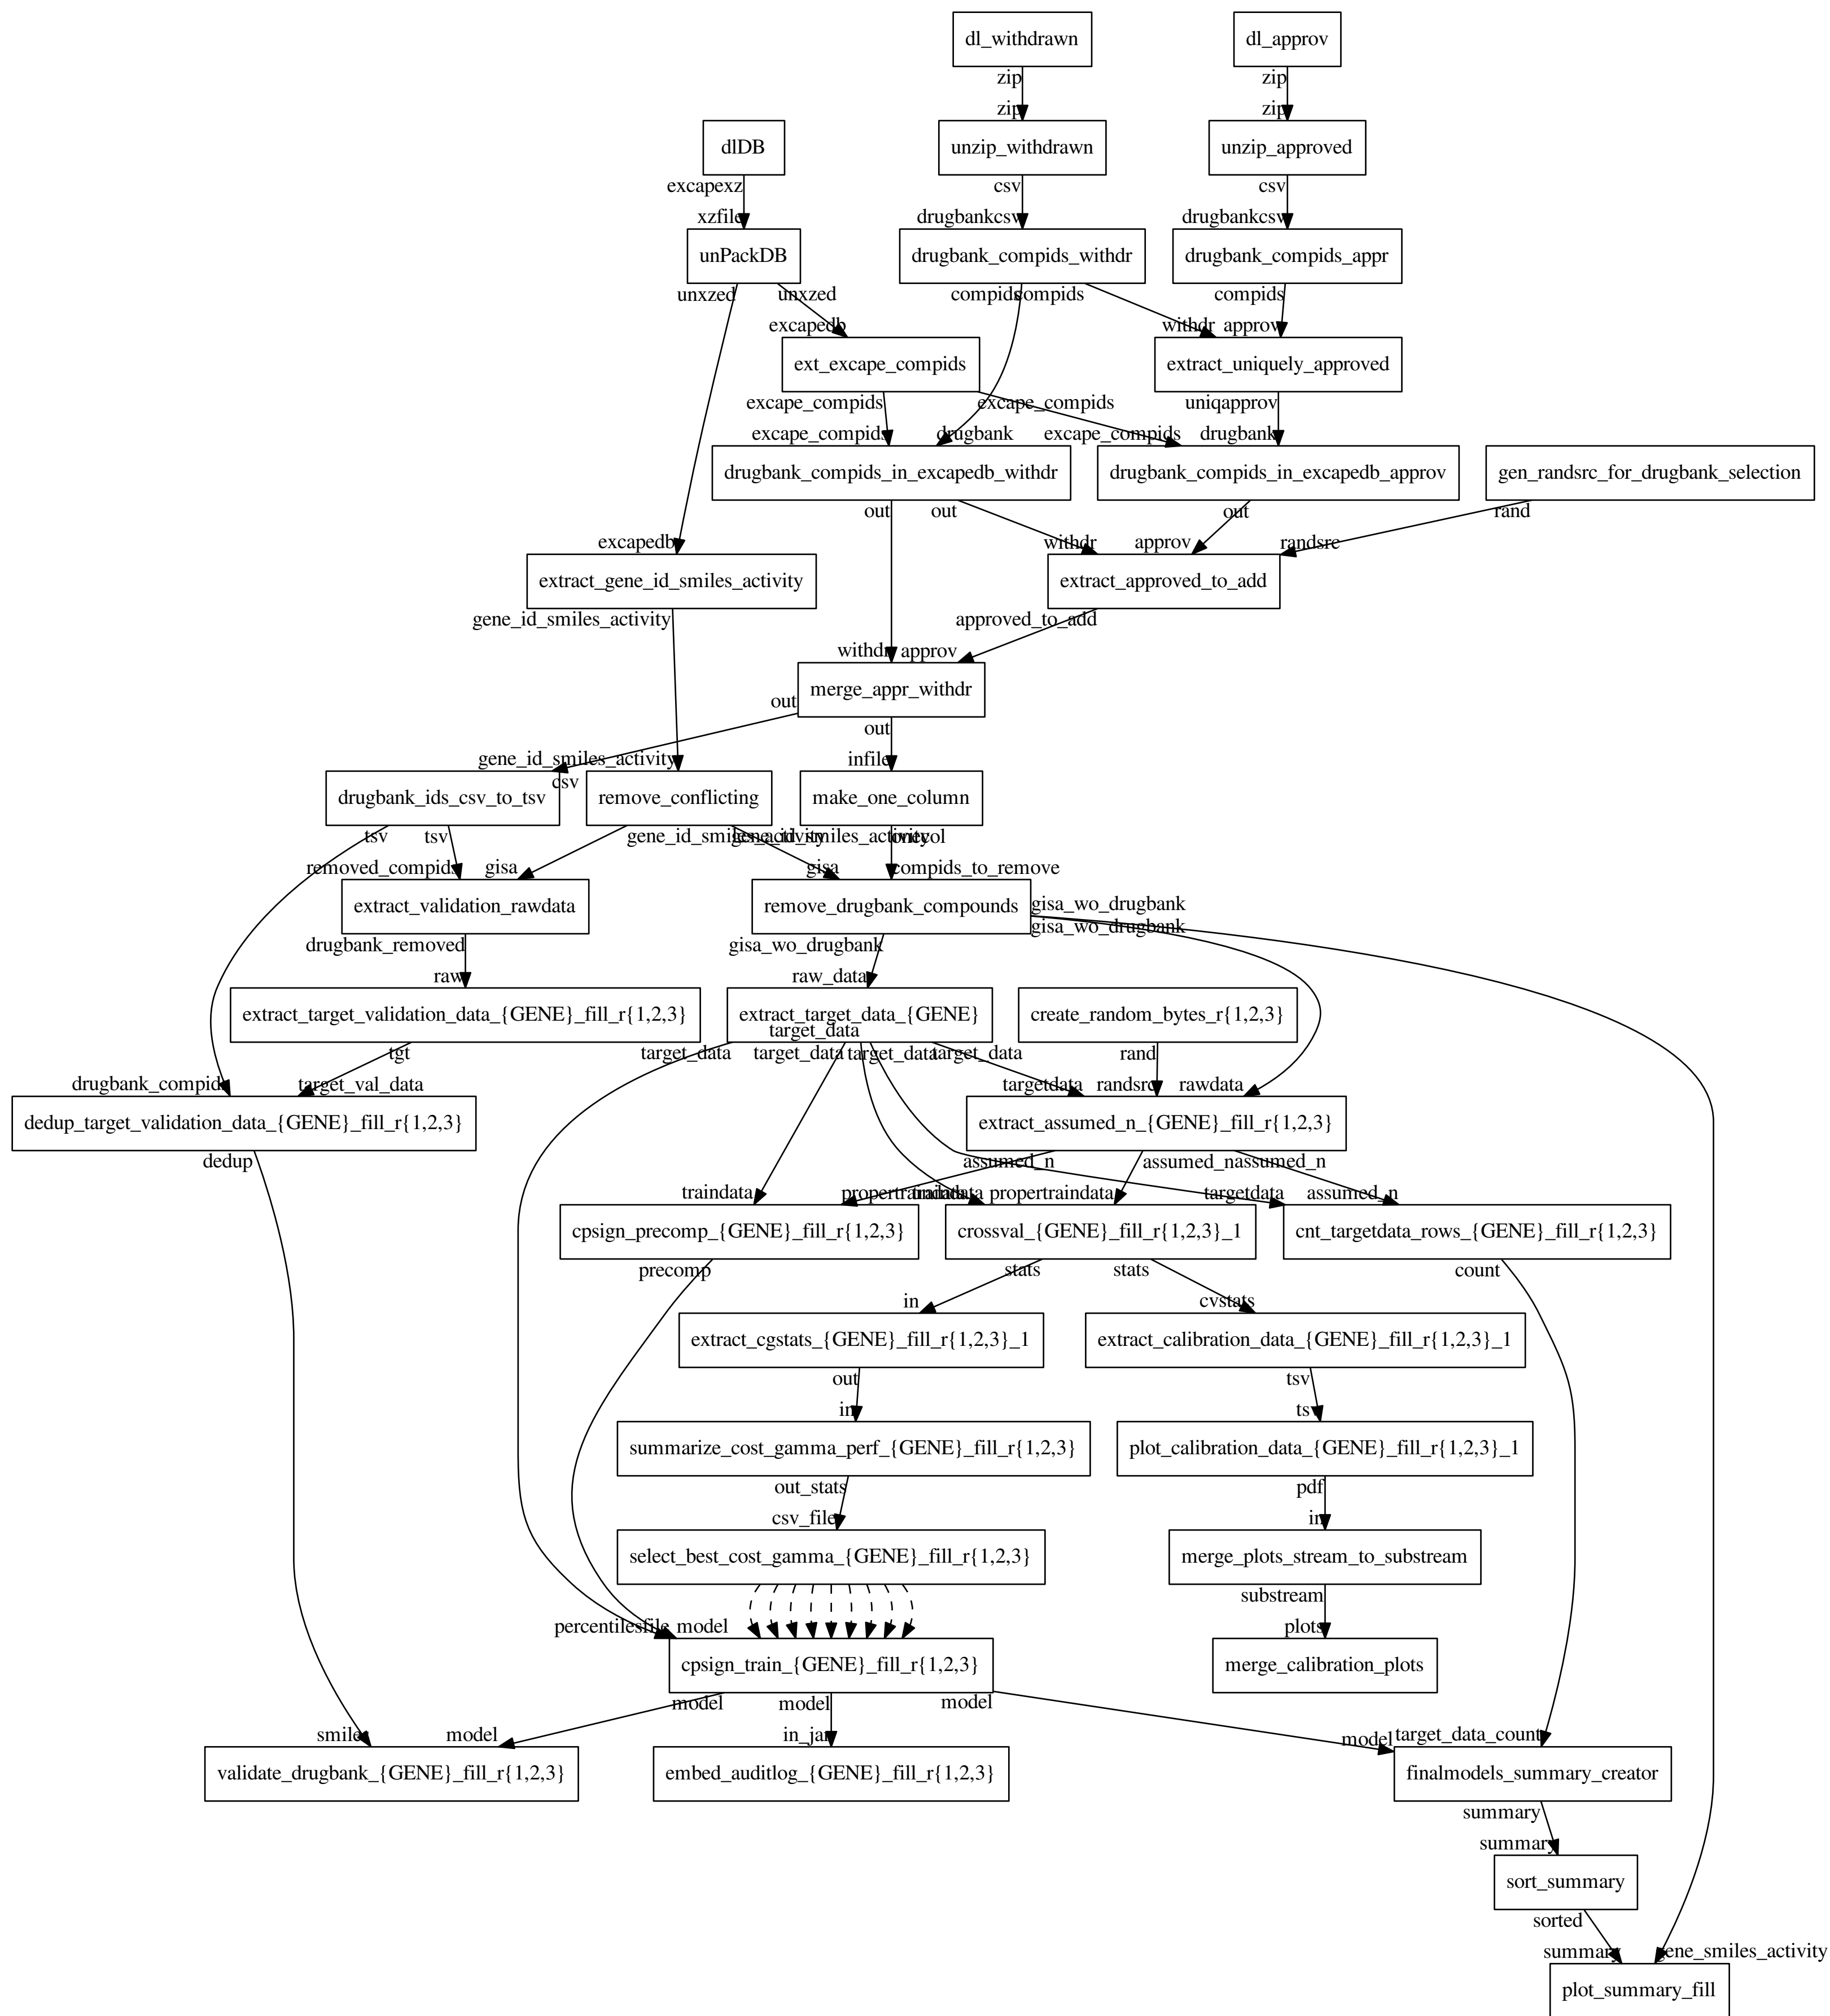 dl_withdrawn
dl_approv
zip
zip
zip
zip
dlDB
unzip_withdrawn
unzip_approved
excapexz
csv
csv
xzfile
drugbankcsv
drugbankcsv
unPackDB
drugbank_compids_withdr
drugbank_compids_appr
unxzed
unxzed
compids
compids
compids
excapedb
withdr
approv
ext_excape_compids
extract_uniquely_approved
excape_compids
excape_compids
uniqapprov
excape_compids
drugbank
excape_compids
drugbank
drugbank_compids_in_excapedb_withdr
drugbank_compids_in_excapedb_approv
gen_randsrc_for_drugbank_selection
out
out
out
rand
excapedb
withdr
approv
randsrc
extract_gene_id_smiles_activity
extract_approved_to_add
gene_id_smiles_activity
approved_to_add
withdr
approv
merge_appr_withdr
out
out
gene_id_smiles_activity
infile
csv
drugbank_ids_csv_to_tsv
remove_conflicting
make_one_column
tsv
tsv
gene_id_smiles_activity
gene_id_smiles_activity
onecol
removed_compids
gisa
gisa
compids_to_remove
extract_validation_rawdata
remove_drugbank_compounds
gisa_wo_drugbank
gisa_wo_drugbank
drugbank_removed
gisa_wo_drugbank
raw
raw_data
extract_target_validation_data_{GENE}_fill_r{1,2,3}
extract_target_data_{GENE}
create_random_bytes_r{1,2,3}
target_data
tgt
target_data
target_data
target_data
target_data
rand
drugbank_compids
target_val_data
targetdata
randsrc
rawdata
dedup_target_validation_data_{GENE}_fill_r{1,2,3}
extract_assumed_n_{GENE}_fill_r{1,2,3}
dedup
assumed_n
assumed_n
assumed_n
traindata
propertraindata
traindata
propertraindata
targetdata
assumed_n
cpsign_precomp_{GENE}_fill_r{1,2,3}
crossval_{GENE}_fill_r{1,2,3}_1
cnt_targetdata_rows_{GENE}_fill_r{1,2,3}
precomp
stats
stats
count
in
cvstats
extract_cgstats_{GENE}_fill_r{1,2,3}_1
extract_calibration_data_{GENE}_fill_r{1,2,3}_1
out
tsv
in
tsv
summarize_cost_gamma_perf_{GENE}_fill_r{1,2,3}
plot_calibration_data_{GENE}_fill_r{1,2,3}_1
out_stats
pdf
csv_file
in
select_best_cost_gamma_{GENE}_fill_r{1,2,3}
merge_plots_stream_to_substream
substream
percentilesfile
model
plots
cpsign_train_{GENE}_fill_r{1,2,3}
merge_calibration_plots
model
model
model
smiles
model
in_jar
model
target_data_count
validate_drugbank_{GENE}_fill_r{1,2,3}
embed_auditlog_{GENE}_fill_r{1,2,3}
finalmodels_summary_creator
summary
summary
sort_summary
sorted
summary
gene_smiles_activity
plot_summary_fill